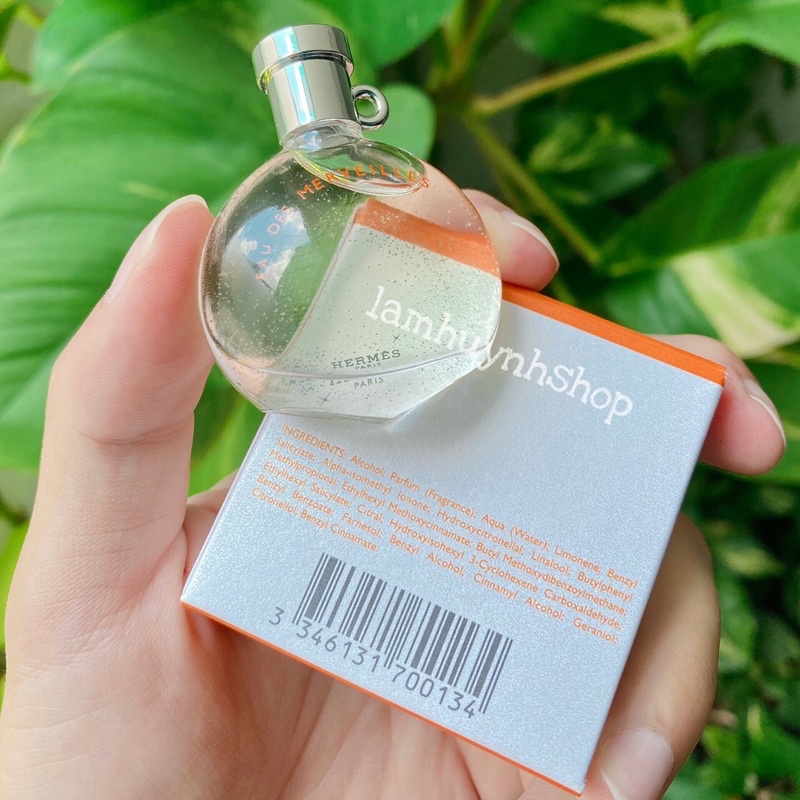 EAU DES MERVEILLES
HERMÈS
PARIS
PARIS
lamhuỳnhShop
INGREDIENTS: Alcohol; Parfum (Fragrance); Aqua (Water); Limonene; Benzyl
Salicylate; Alpha-isomethyl Ionone; Hydroxycitronellal; Linalool; Butylphenyl
Methylpropional; Ethylhexyl Methoxycinnamate; Butyl Methoxydibenzoylmethane;
Ethylhexyl Salicylate; Citral; Hydroxyisohexyl 3-Cyclohexene Carboxaldehyde;
Benzyl Benzoate; Farnesol; Benzyl Alcohol; Cinnamyl Alcohol; Geraniol;
Citronellol; Benzyl Cinnamate.
3 346131 700134